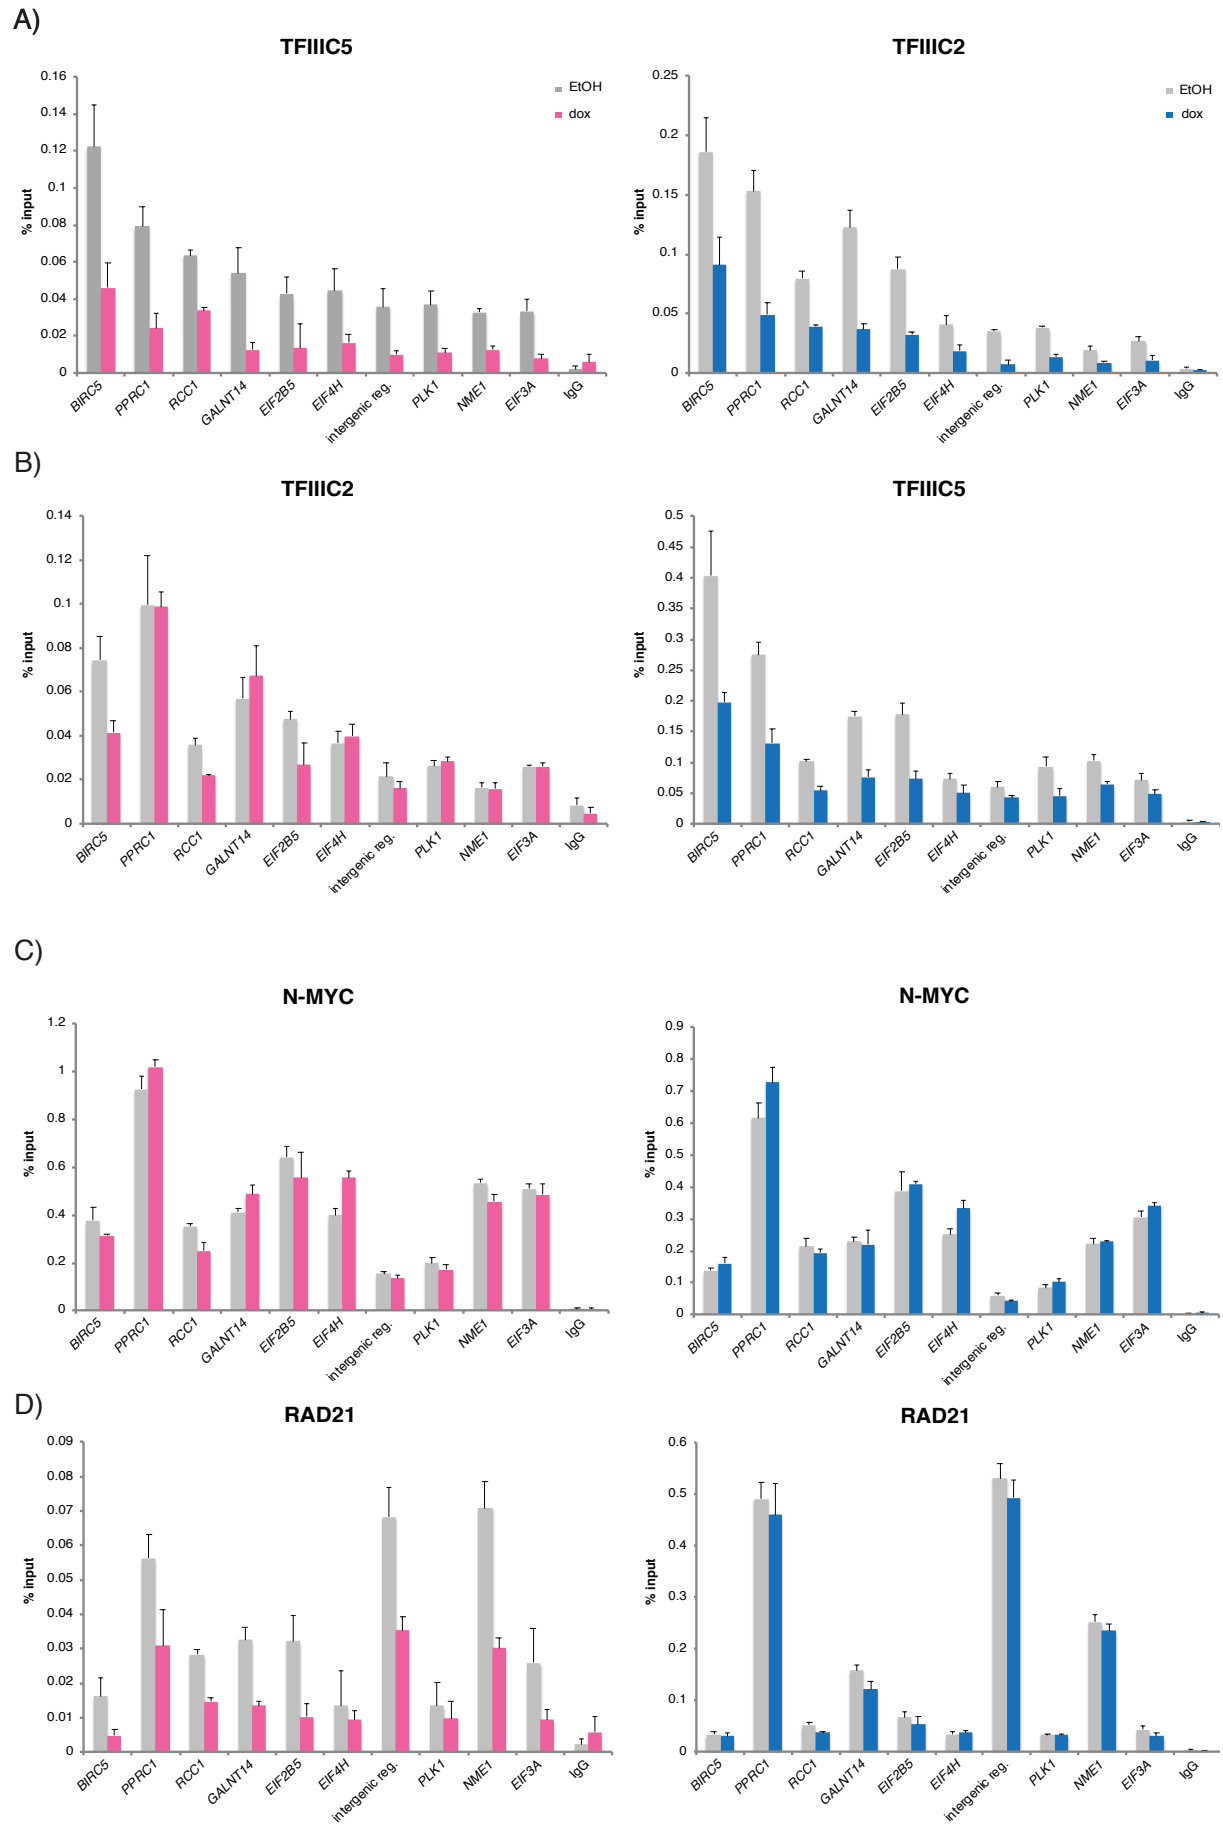 A)
TFIIIC5
TFIIIC2
0.16
0.14
0.12
0.1
0.08
0.06
0.04
0.02
0
% input
EtOH
dox
BIRC5
PPRC1
RCC1
GALNT14
EIF2B5
EIF4H
intergenic reg.
PLK1
NME1
EIF3A
IgG
0.25
0.2
0.15
0.1
0.05
0
% input
EtOH
dox
BIRC5
PPRC1
RCC1
GALNT14
EIF2B5
EIF4H
intergenic reg.
PLK1
NME1
EIF3A
IgG
B)
TFIIIC2
TFIIIC5
0.14
0.12
0.1
0.08
0.06
0.04
0.02
0
% input
BIRC5
PPRC1
RCC1
GALNT14
EIF2B5
EIF4H
intergenic reg.
PLK1
NME1
EIF3A
IgG
0.5
0.45
0.4
0.35
0.3
0.25
0.2
0.15
0.1
0.05
0
% input
BIRC5
PPRC1
RCC1
GALNT14
EIF2B5
EIF4H
intergenic reg.
PLK1
NME1
EIF3A
IgG
C)
N-MYC
N-MYC
1.2
1
0.8
0.6
0.4
0.2
0
% input
BIRC5
PPRC1
RCC1
GALNT14
EIF2B5
EIF4H
intergenic reg.
PLK1
NME1
EIF3A
IgG
0.9
0.8
0.7
0.6
0.5
0.4
0.3
0.2
0.1
0
% input
BIRC5
PPRC1
RCC1
GALNT14
EIF2B5
EIF4H
intergenic reg.
PLK1
NME1
EIF3A
IgG
D)
RAD21
RAD21
0.09
0.08
0.07
0.06
0.05
0.04
0.03
0.02
0.01
0
% input
BIRC5
PPRC1
RCC1
GALNT14
EIF2B5
EIF4H
intergenic reg.
PLK1
NME1
EIF3A
IgG
0.6
0.5
0.4
0.3
0.2
0.1
0
% input
BIRC5
PPRC1
RCC1
GALNT14
EIF2B5
EIF4H
intergenic reg.
PLK1
NME1
EIF3A
IgG